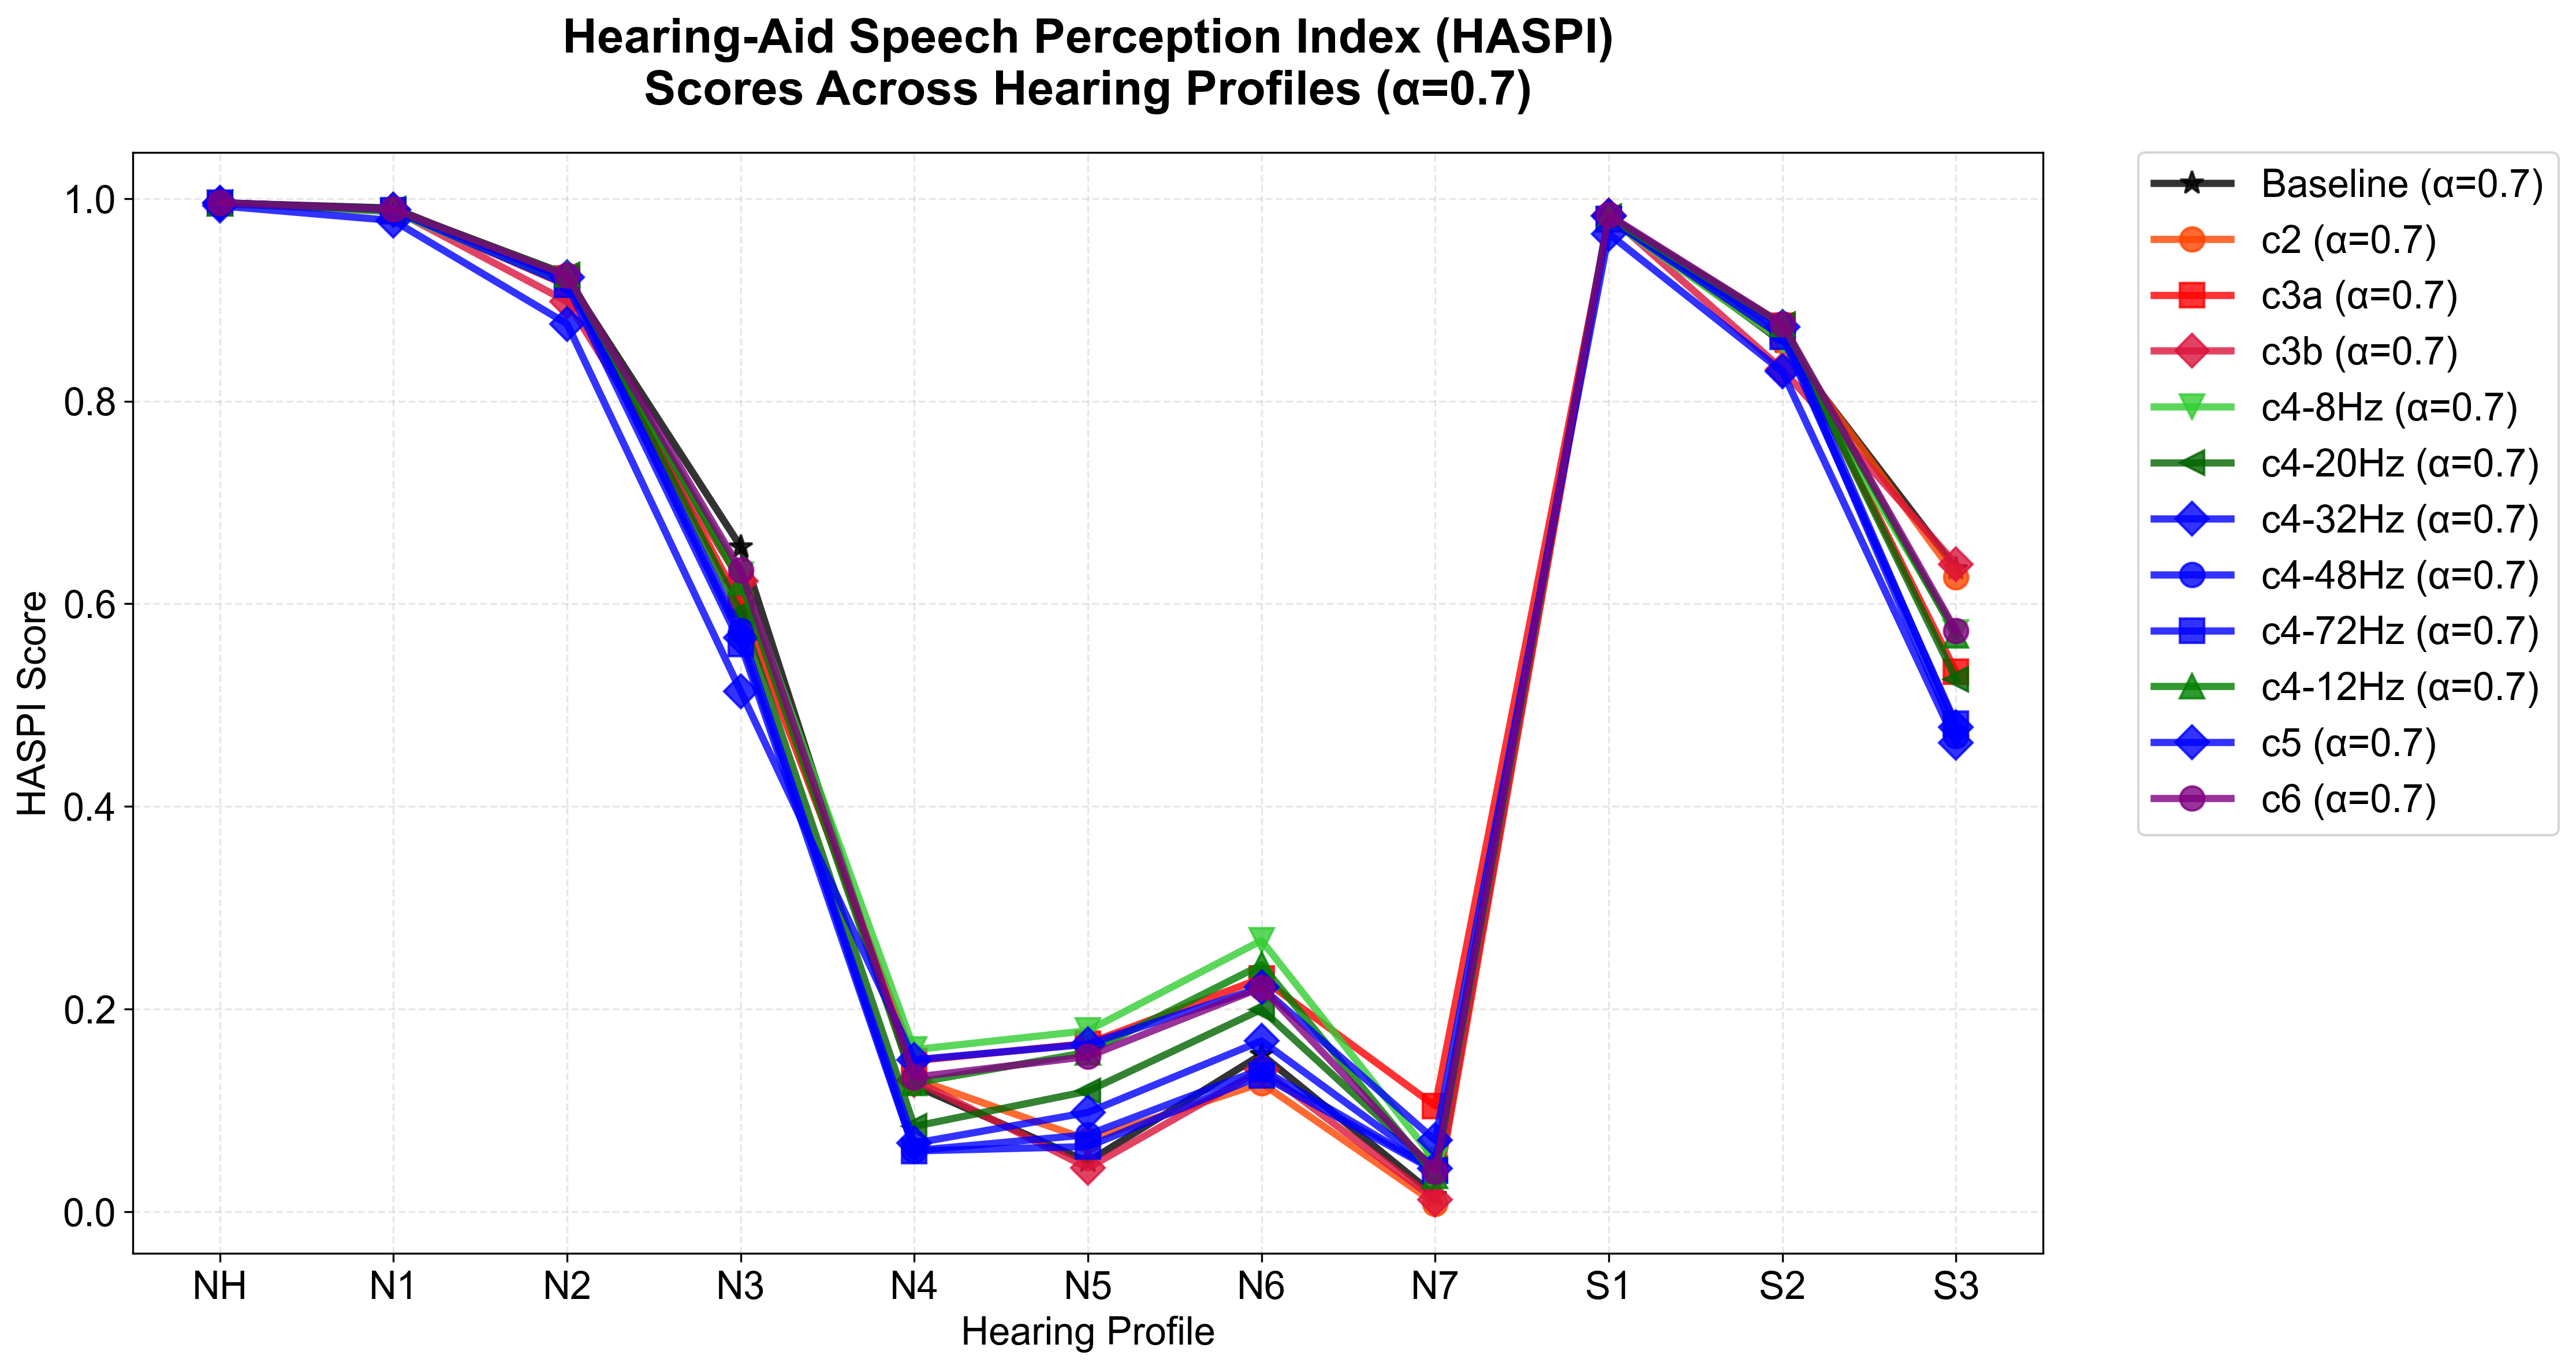 Hearing-Aid Speech Perception Index (HASPI)
Scores Across Hearing Profiles (α=0.7)
HASPI Score
1.0
0.8
0.6
0.4
0.2
0.0
NH N1 N2 N3 N4 N5 N6 N7 S1 S2 S3
Hearing Profile
Baseline (α=0.7)
c2 (α=0.7)
c3a (α=0.7)
c3b (α=0.7)
c4-8Hz (α=0.7)
c4-20Hz (α=0.7)
c4-32Hz (α=0.7)
c4-48Hz (α=0.7)
c4-72Hz (α=0.7)
c4-12Hz (α=0.7)
c5 (α=0.7)
c6 (α=0.7)